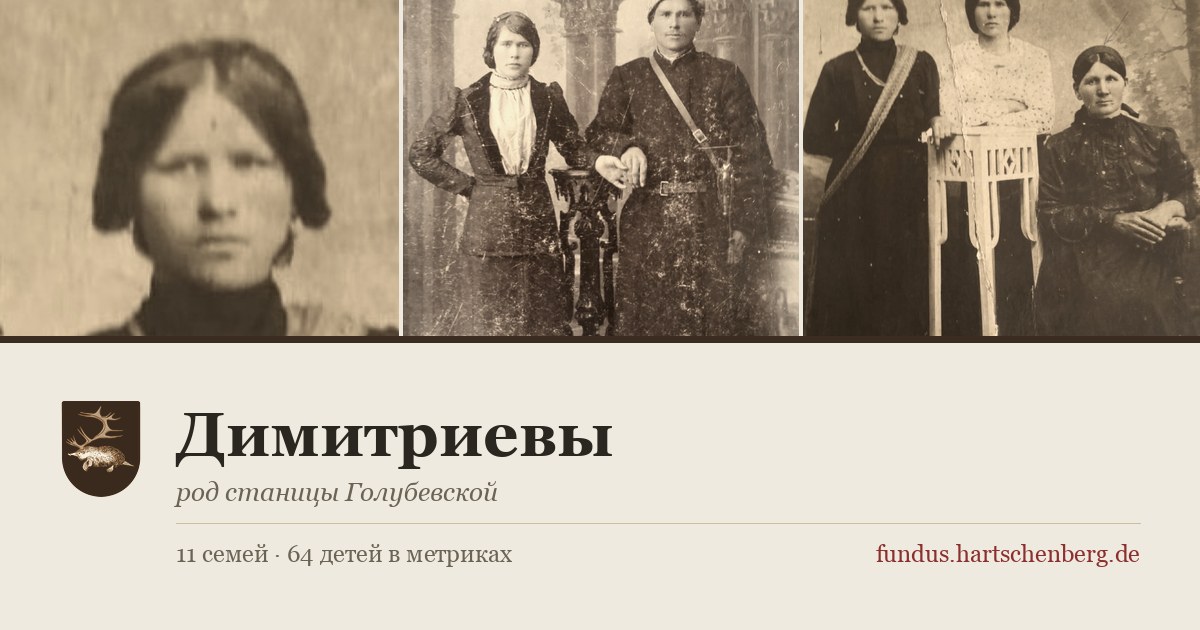 Димитриевы
род станицы Голубевской
11 семей · 64 детей в метриках
fundus.hartschenberg.de